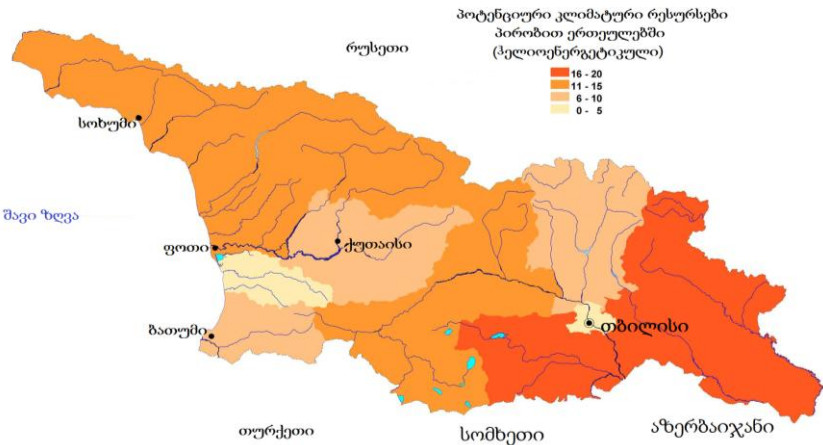 პოტენციური კლიმატური რესურსები
პირობით ერთეულებში
(ჰელიოენერგეტიკული)
16 - 20
11 - 15
6 - 10
0 - 5
რუსეთი
სოხუმი
შავი ზღვა
ფოთი
ქუთაისი
ბათუმი
თბილისი
თურქეთი
სომხეთი
აზერბაიჯანი